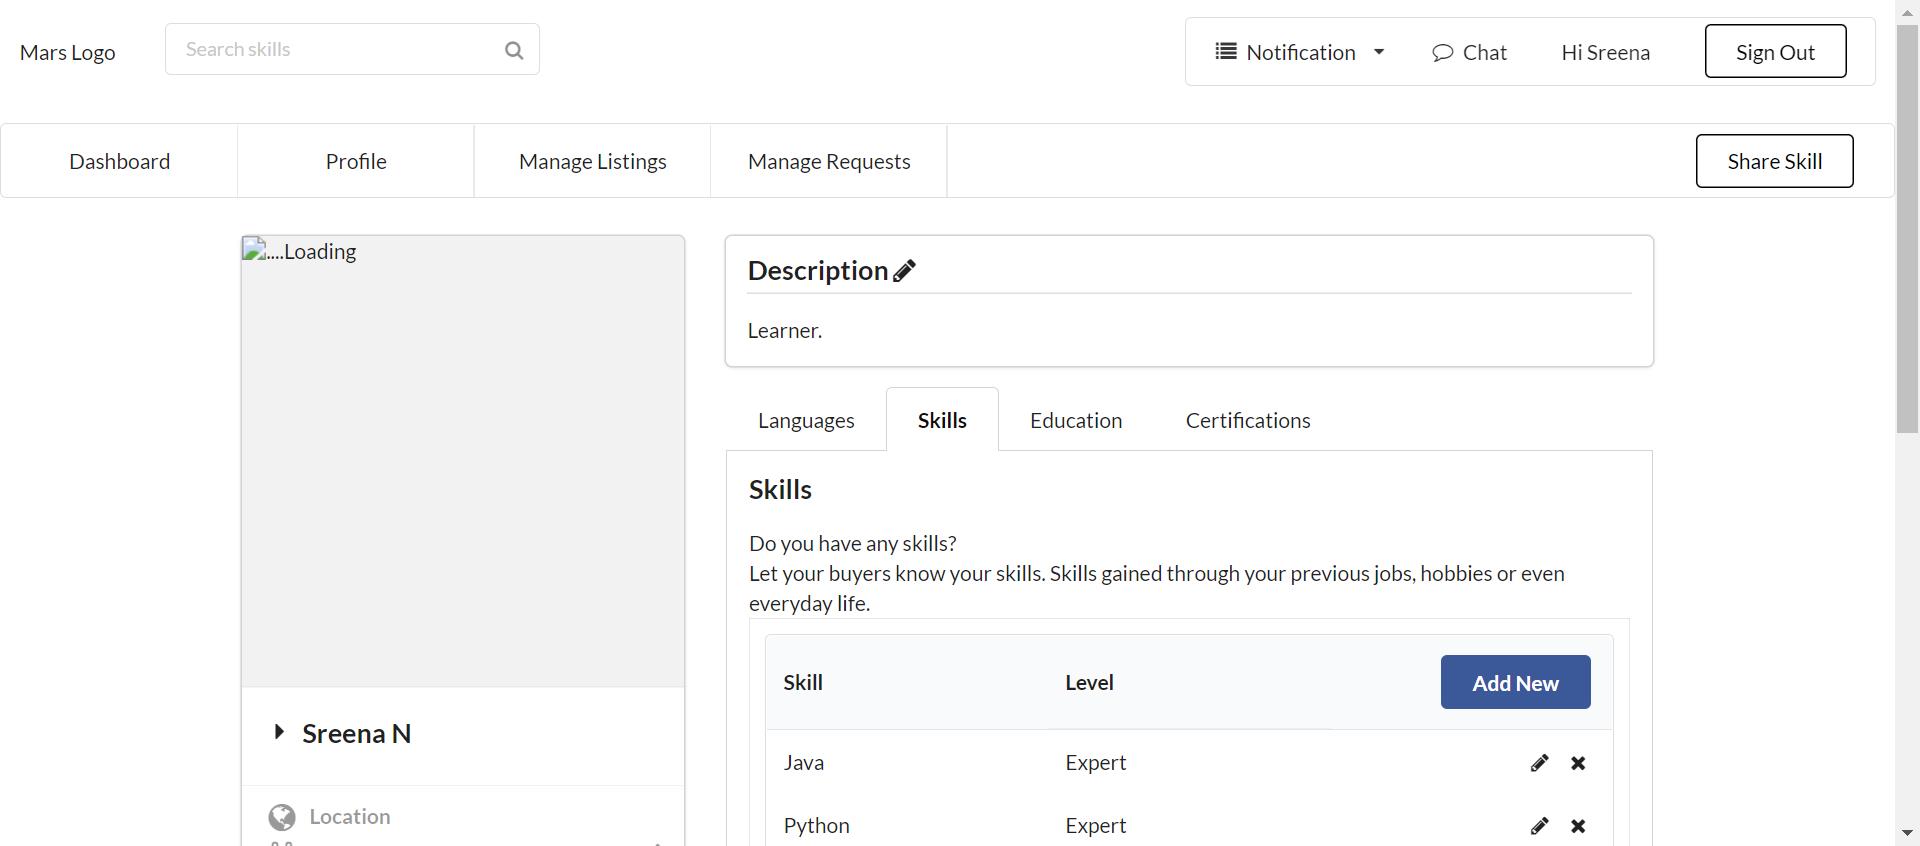 Mars Logo
Search skills
Notification
Chat
Hi Sreena
Sign Out
Dashboard
Profile
Manage Listings
Manage Requests
Share Skill
....Loading
Sreena N
Location
Description
Learner.
Languages
Skills
Education
Certifications
Skills
Do you have any skills?
Let your buyers know your skills. Skills gained through your previous jobs, hobbies or even
everyday life.
Skill Level Add New
Java Expert
Python Expert